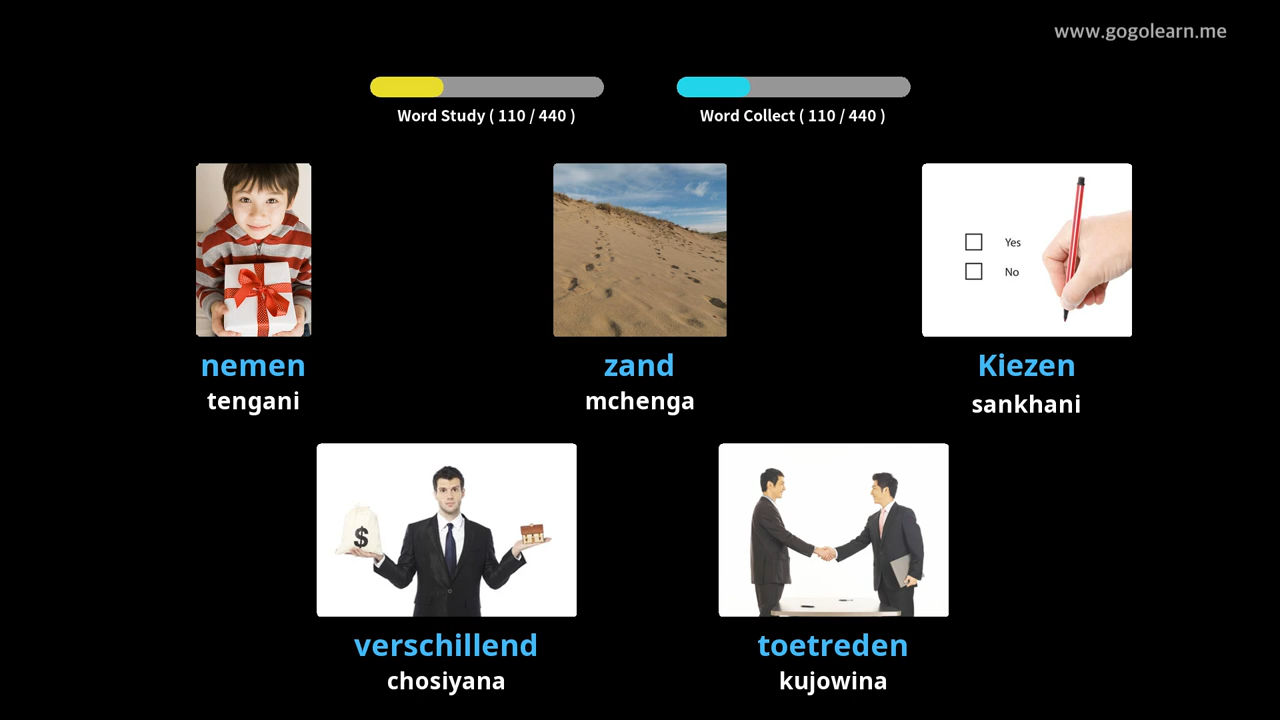 www.gogolearn.me
Word Study ( 110 / 440 )
Word Collect ( 110 / 440 )
Yes
No
nemen
tengani
zand
mchenga
Kiezen
sankhani
$
verschillend
chosiyana
toetreden
kujowina